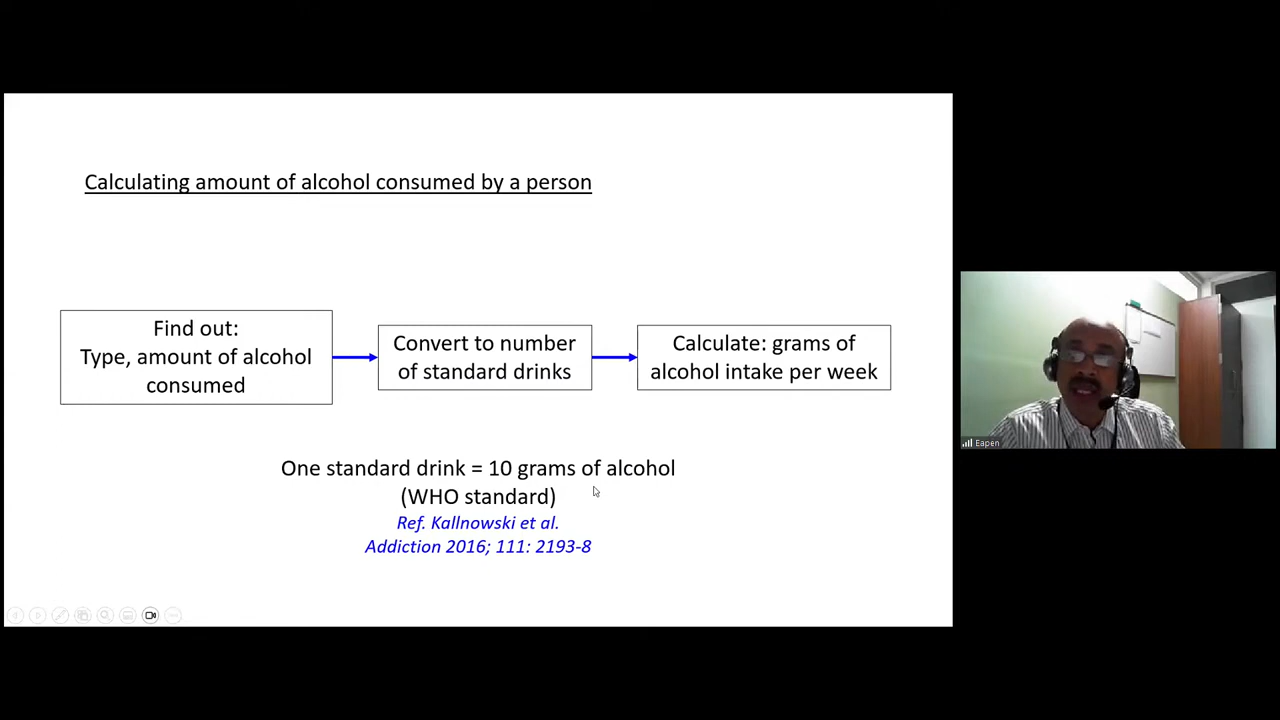 Calculating amount of alcohol consumed by a person
Find out:
Type, amount of alcohol
consumed
Convert to number
of standard drinks
Calculate: grams of
alcohol intake per week
One standard drink = 10 grams of alcohol
(WHO standard)
Ref. Kallnowski et al.
Addiction 2016; 111: 2193-8
Eapen